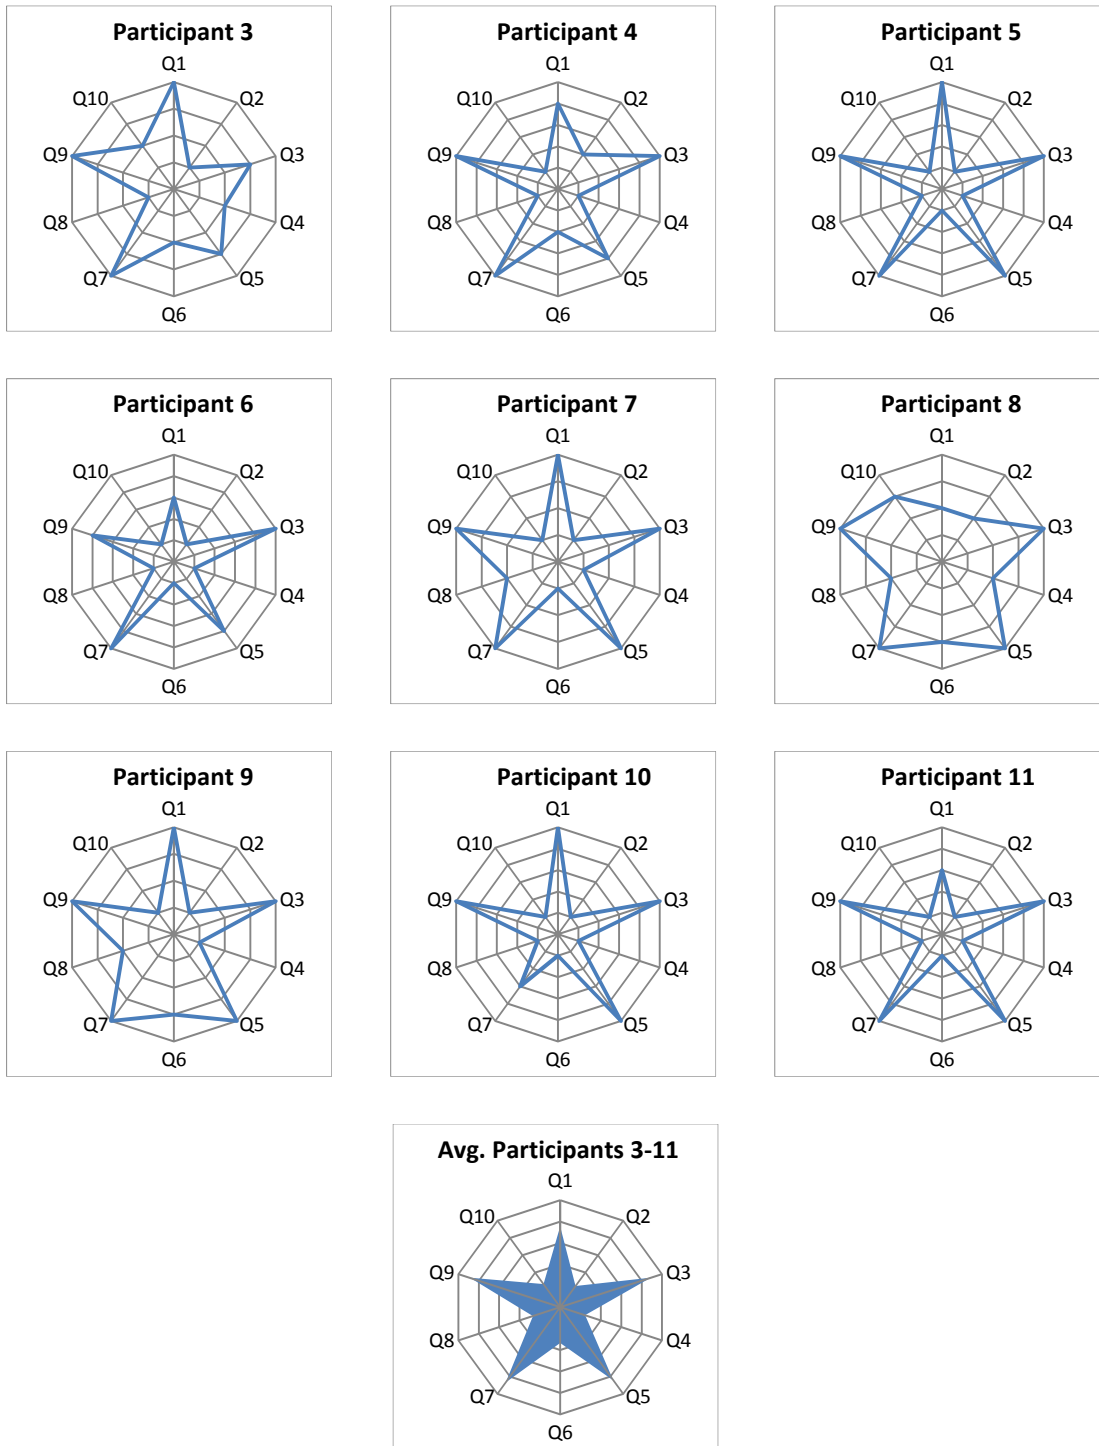 Participant 3
Q1
Q10
Q2
Q9
Q3
Q8
Q4
Q7
Q5
Q6
Participant 4
Q1
Q10
Q2
Q9
Q3
Q8
Q4
Q7
Q5
Q6
Participant 5
Q1
Q10
Q2
Q9
Q3
Q8
Q4
Q7
Q5
Q6
Participant 6
Q1
Q10
Q2
Q9
Q3
Q8
Q4
Q7
Q5
Q6
Participant 7
Q1
Q10
Q2
Q9
Q3
Q8
Q4
Q7
Q5
Q6
Participant 8
Q1
Q10
Q2
Q9
Q3
Q8
Q4
Q7
Q5
Q6
Participant 9
Q1
Q10
Q2
Q9
Q3
Q8
Q4
Q7
Q5
Q6
Participant 10
Q1
Q10
Q2
Q9
Q3
Q8
Q4
Q7
Q5
Q6
Participant 11
Q1
Q10
Q2
Q9
Q3
Q8
Q4
Q7
Q5
Q6
Avg. Participants 3-11
Q1
Q10
Q2
Q9
Q3
Q8
Q4
Q7
Q5
Q6